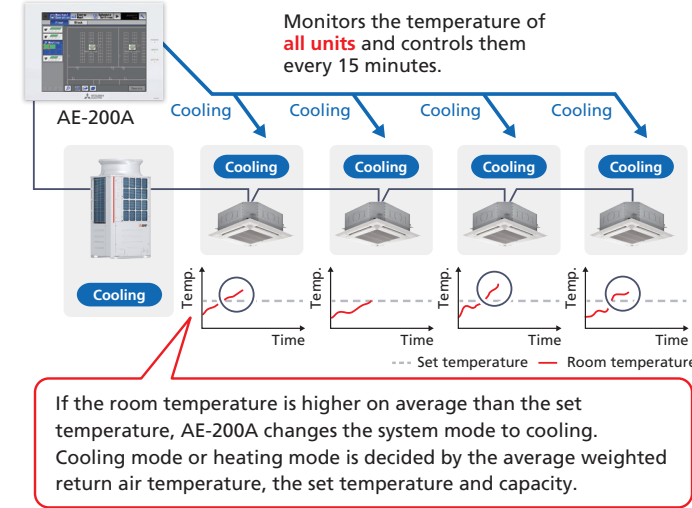 Monitors the temperature of
all units and controls them
every 15 minutes.
AE-200A
Cooling Cooling Cooling Cooling
Cooling Cooling Cooling Cooling
Cooling
Temp. Temp. Temp. Temp.
Time Time Time Time
Set temperature Room temperature
If the room temperature is higher on average than the set
temperature, AE-200A changes the system mode to cooling.
Cooling mode or heating mode is decided by the average weighted
return air temperature, the set temperature and capacity.